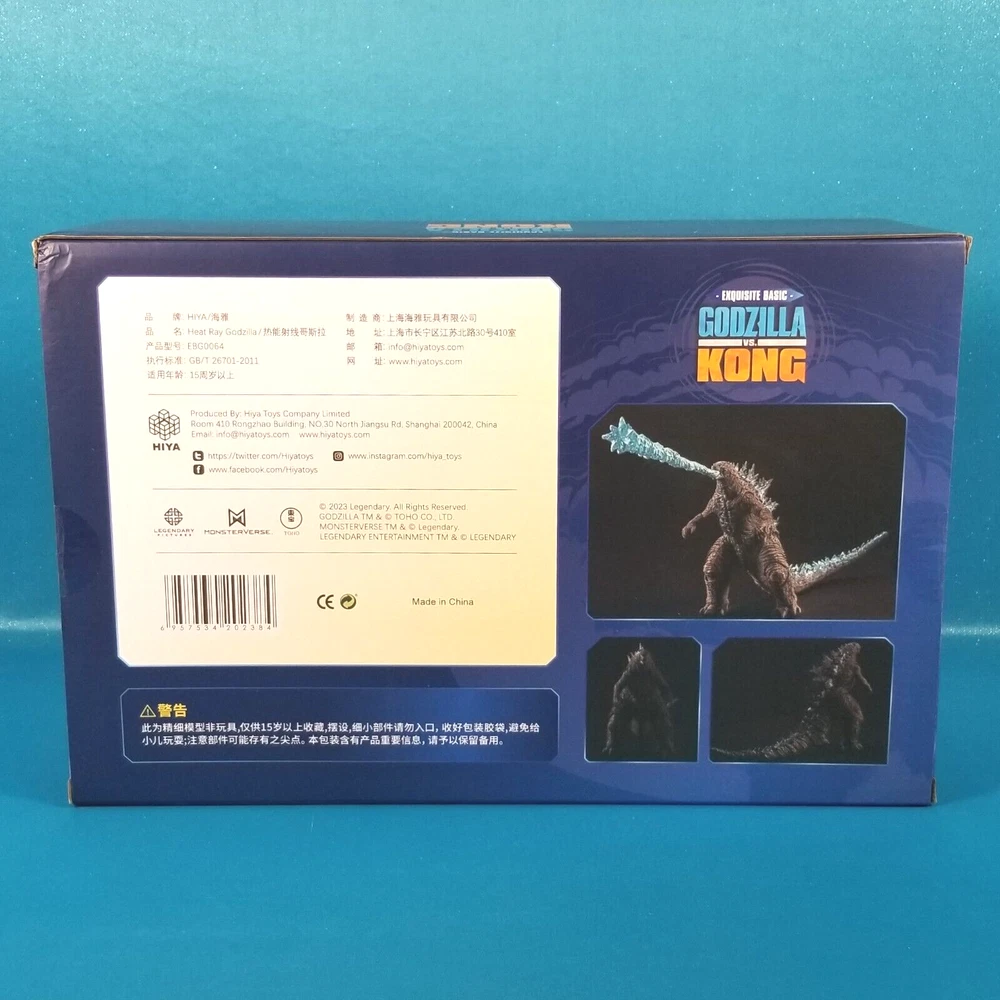 品 牌: HIYA/海雅
品 名: Heat Ray Godzilla/热能射线哥斯拉
产品型号: EBG0064
执行标准: GB/T 26701-2011
适用年龄: 15周岁以上
制 造 商: 上海海雅玩具有限公司
地 址: 上海市长宁区江苏北路30号410室
邮 箱: info@hiyatoys.com
网 址: www.hiyatoys.com
HIYA
Produced By: Hiya Toys Company Limited
Room 410 Rongzhao Building, NO.30 North Jiangsu Rd, Shanghai 200042, China
Email: info@hiyatoys.com www.hiyatoys.com
https://twitter.com/Hiyatoys
www.instagram.com/hiya_toys
www.facebook.com/Hiyatoys
LEGENDARY
PICTURES
MONSTERVERSE
TOHO
© 2023 Legendary. All Rights Reserved.
GODZILLA TM & © TOHO CO., LTD.
MONSTERVERSE TM & © Legendary.
LEGENDARY ENTERTAINMENT TM & © LEGENDARY
6 957534 202384
CE
Made in China
警告
此为精细模型非玩具,仅供15岁以上收藏,摆设,细小部件请勿入口, 收好包装胶袋,避免给
小儿玩耍;注意部件可能存有之尖点。本包装含有产品重要信息, 请予以保留备用。
- EXQUISITE BASIC -
GODZILLA
VS.
KONG